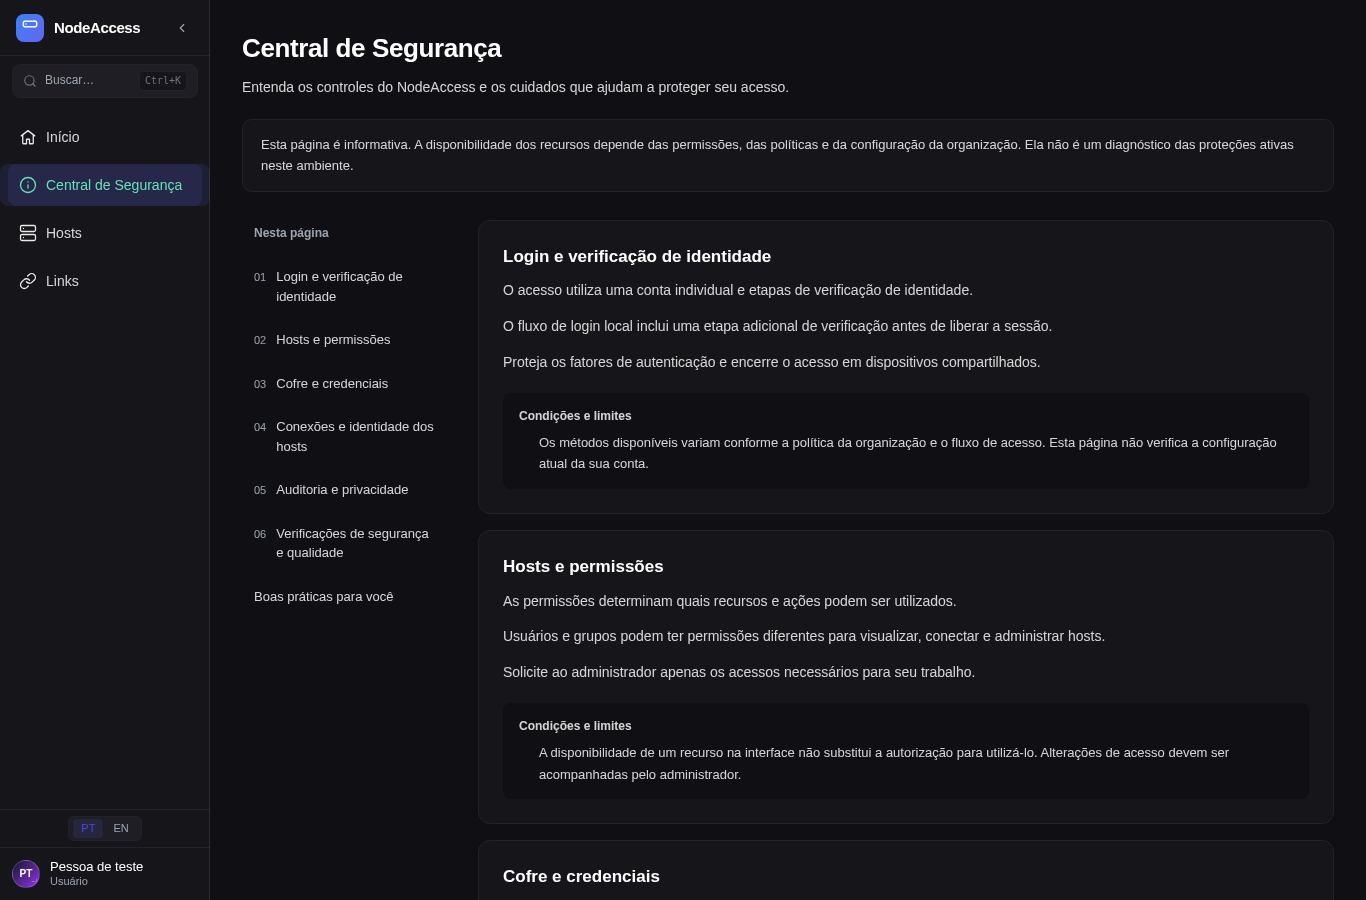 NodeAccess
Buscar…
Ctrl+K
Início
Central de Segurança
Hosts
Links
PT
EN
PT
Pessoa de teste
Usuário
Central de Segurança
Entenda os controles do NodeAccess e os cuidados que ajudam a proteger seu acesso.
Esta página é informativa. A disponibilidade dos recursos depende das permissões, das políticas e da configuração da organização. Ela não é um diagnóstico das proteções ativas
neste ambiente.
Nesta página
01 Login e verificação de
identidade
02 Hosts e permissões
03 Cofre e credenciais
04 Conexões e identidade dos
hosts
05 Auditoria e privacidade
06 Verificações de segurança
e qualidade
Boas práticas para você
Login e verificação de identidade
O acesso utiliza uma conta individual e etapas de verificação de identidade.
O fluxo de login local inclui uma etapa adicional de verificação antes de liberar a sessão.
Proteja os fatores de autenticação e encerre o acesso em dispositivos compartilhados.
Condições e limites
Os métodos disponíveis variam conforme a política da organização e o fluxo de acesso. Esta página não verifica a configuração
atual da sua conta.
Hosts e permissões
As permissões determinam quais recursos e ações podem ser utilizados.
Usuários e grupos podem ter permissões diferentes para visualizar, conectar e administrar hosts.
Solicite ao administrador apenas os acessos necessários para seu trabalho.
Condições e limites
A disponibilidade de um recurso na interface não substitui a autorização para utilizá-lo. Alterações de acesso devem ser
acompanhadas pelo administrador.
Cofre e credenciais